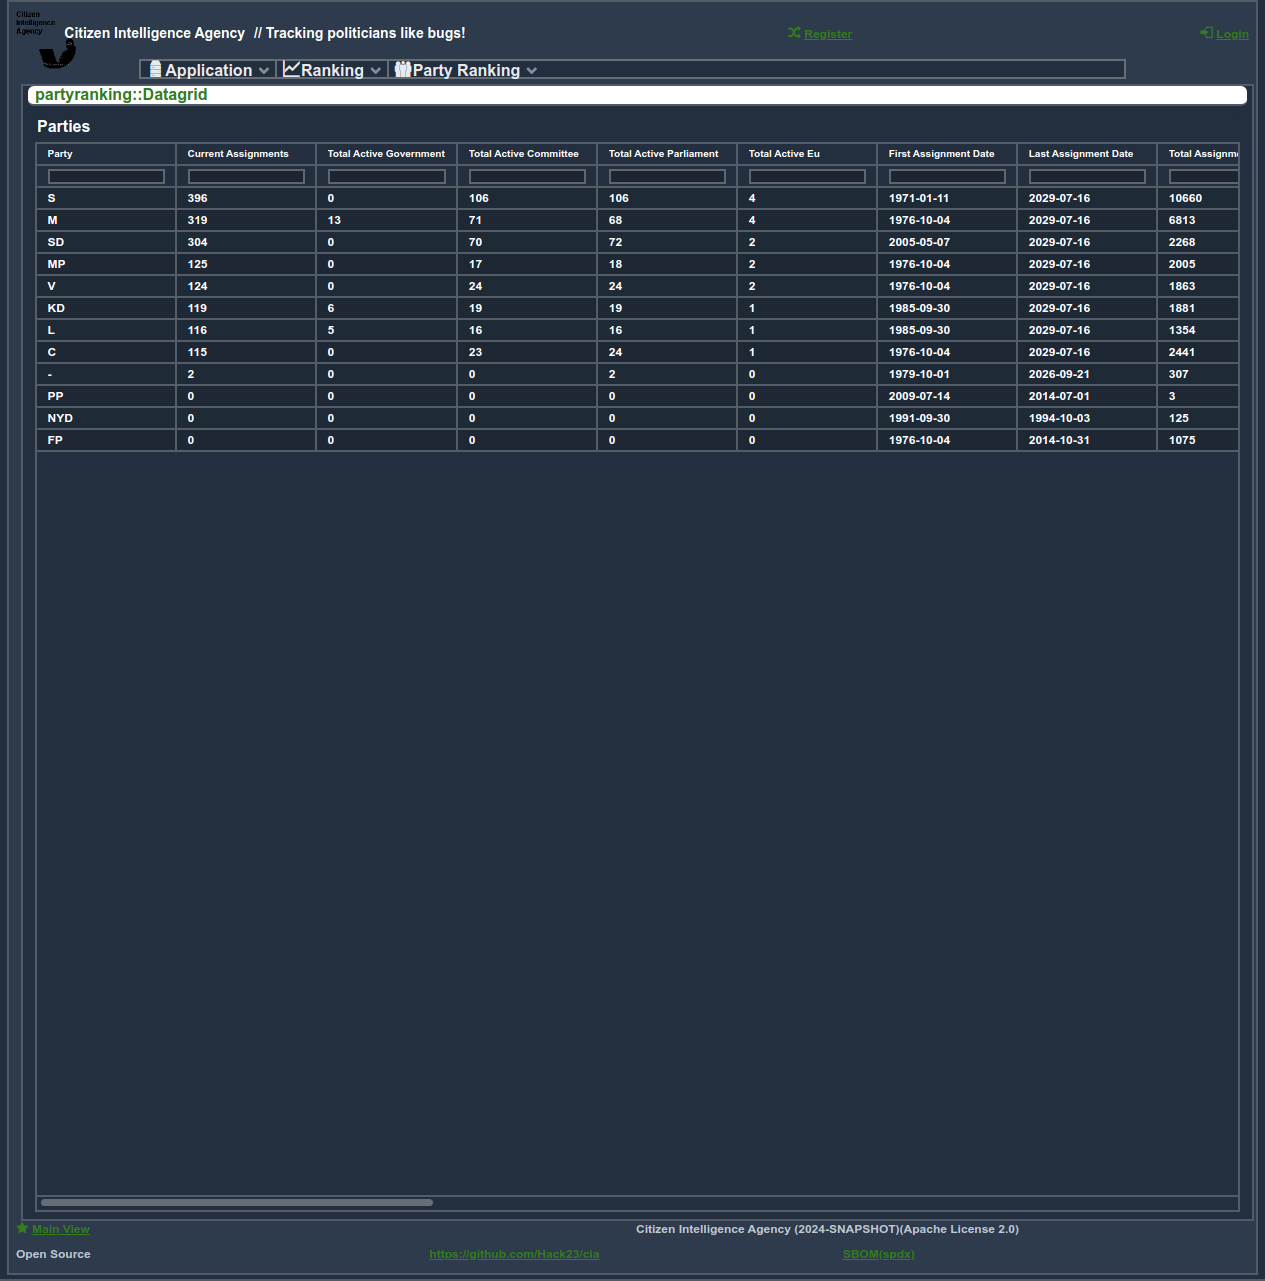 Citizen
Intelligence
Agency
Citizen Intelligence Agency // Tracking politicians like bugs!
Register
Login
Application
Ranking
Party Ranking
partyranking::Datagrid
Parties
Party Current Assignments Total Active Government Total Active Committee Total Active Parliament Total Active Eu First Assignment Date Last Assignment Date Total Assignm
S 396 0 106 106 4 1971-01-11 2029-07-16 10660
M 319 13 71 68 4 1976-10-04 2029-07-16 6813
SD 304 0 70 72 2 2005-05-07 2029-07-16 2268
MP 125 0 17 18 2 1976-10-04 2029-07-16 2005
V 124 0 24 24 2 1976-10-04 2029-07-16 1863
KD 119 6 19 19 1 1985-09-30 2029-07-16 1881
L 116 5 16 16 1 1985-09-30 2029-07-16 1354
C 115 0 23 24 1 1976-10-04 2029-07-16 2441
- 2 0 0 2 0 1979-10-01 2026-09-21 307
PP 0 0 0 0 0 2009-07-14 2014-07-01 3
NYD 0 0 0 0 0 1991-09-30 1994-10-03 125
FP 0 0 0 0 0 1976-10-04 2014-10-31 1075
Main View
Citizen Intelligence Agency (2024-SNAPSHOT)(Apache License 2.0)
Open Source
https://github.com/Hack23/cia
SBOM(spdx)